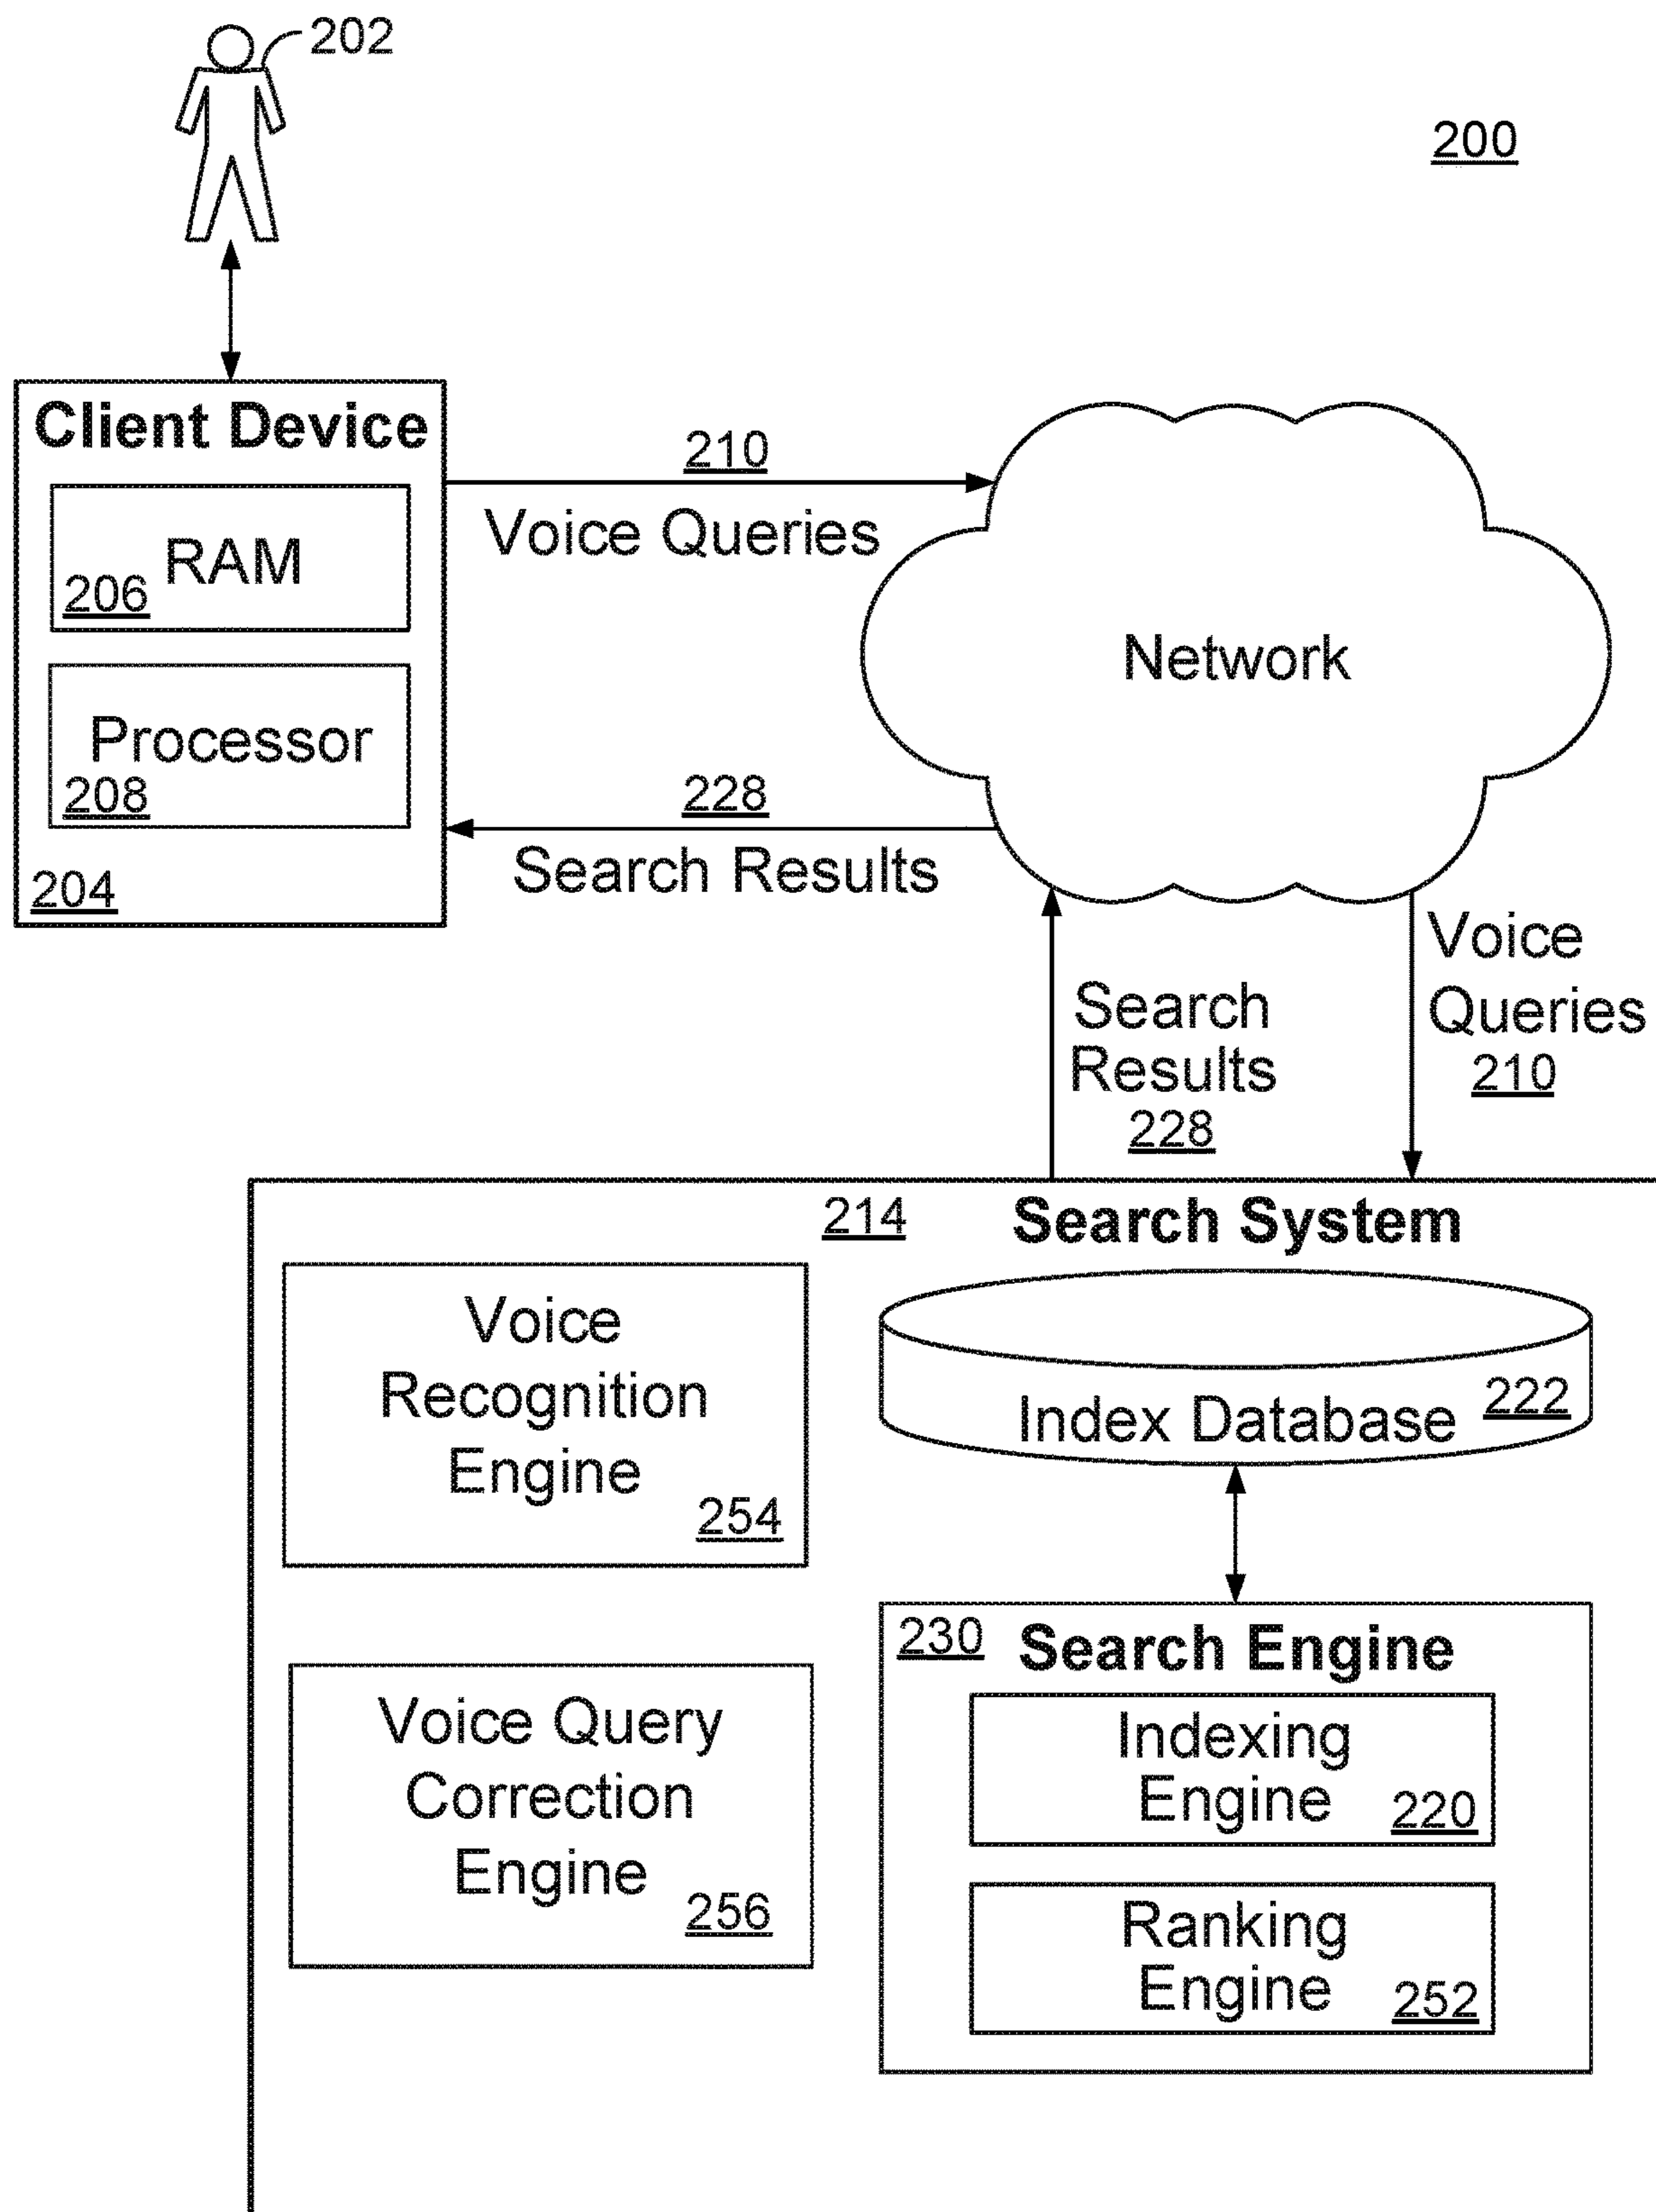 202
200
Client Device
RAM
206
Processor
208
204
210
Voice Queries
228
Search Results
Network
Search
Results
228
Voice
Queries
210
214
Search System
Voice
Recognition
Engine
254
Index Database
222
230
Search Engine
Indexing
Engine
220
Ranking
Engine
252
Voice Query
Correction
Engine
256